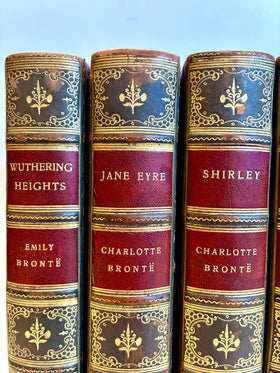 WUTHERING
HEIGHTS
EMILY
BRONTË
JANE EYRE
CHARLOTTE
BRONTË
SHIRLEY
CHARLOTTE
BRONTË